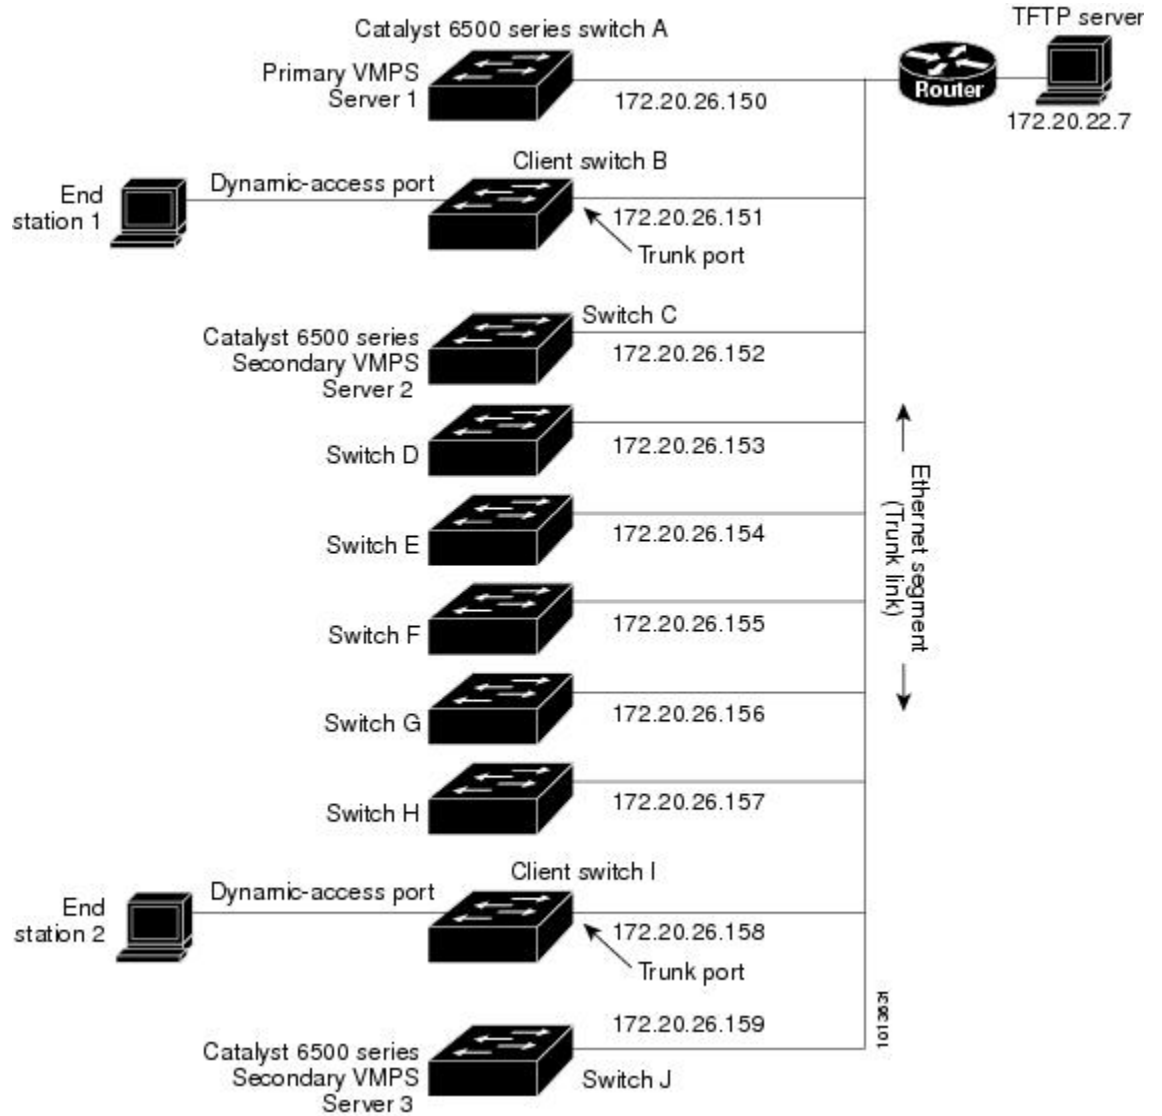 TFTP server
Catalyst 6500 series switch A
Primary VMPS
Server 1
172.20.26.150
Router
172.20.22.7
Client switch B
End
station 1
Dynamic-access port
172.20.26.151
Trunk port
Switch C
Catalyst 6500 series
Secondary VMPS
Server 2
172.20.26.152
Switch D
172.20.26.153
Switch E
172.20.26.154
Ethernet segment
(Trunk link)
Switch F
172.20.26.155
Switch G
172.20.26.156
Switch H
172.20.26.157
Client switch I
End
station 2
Dynamic-access port
172.20.26.158
Trunk port
172.20.26.159
Catalyst 6500 series
Secondary VMPS
Server 3
Switch J